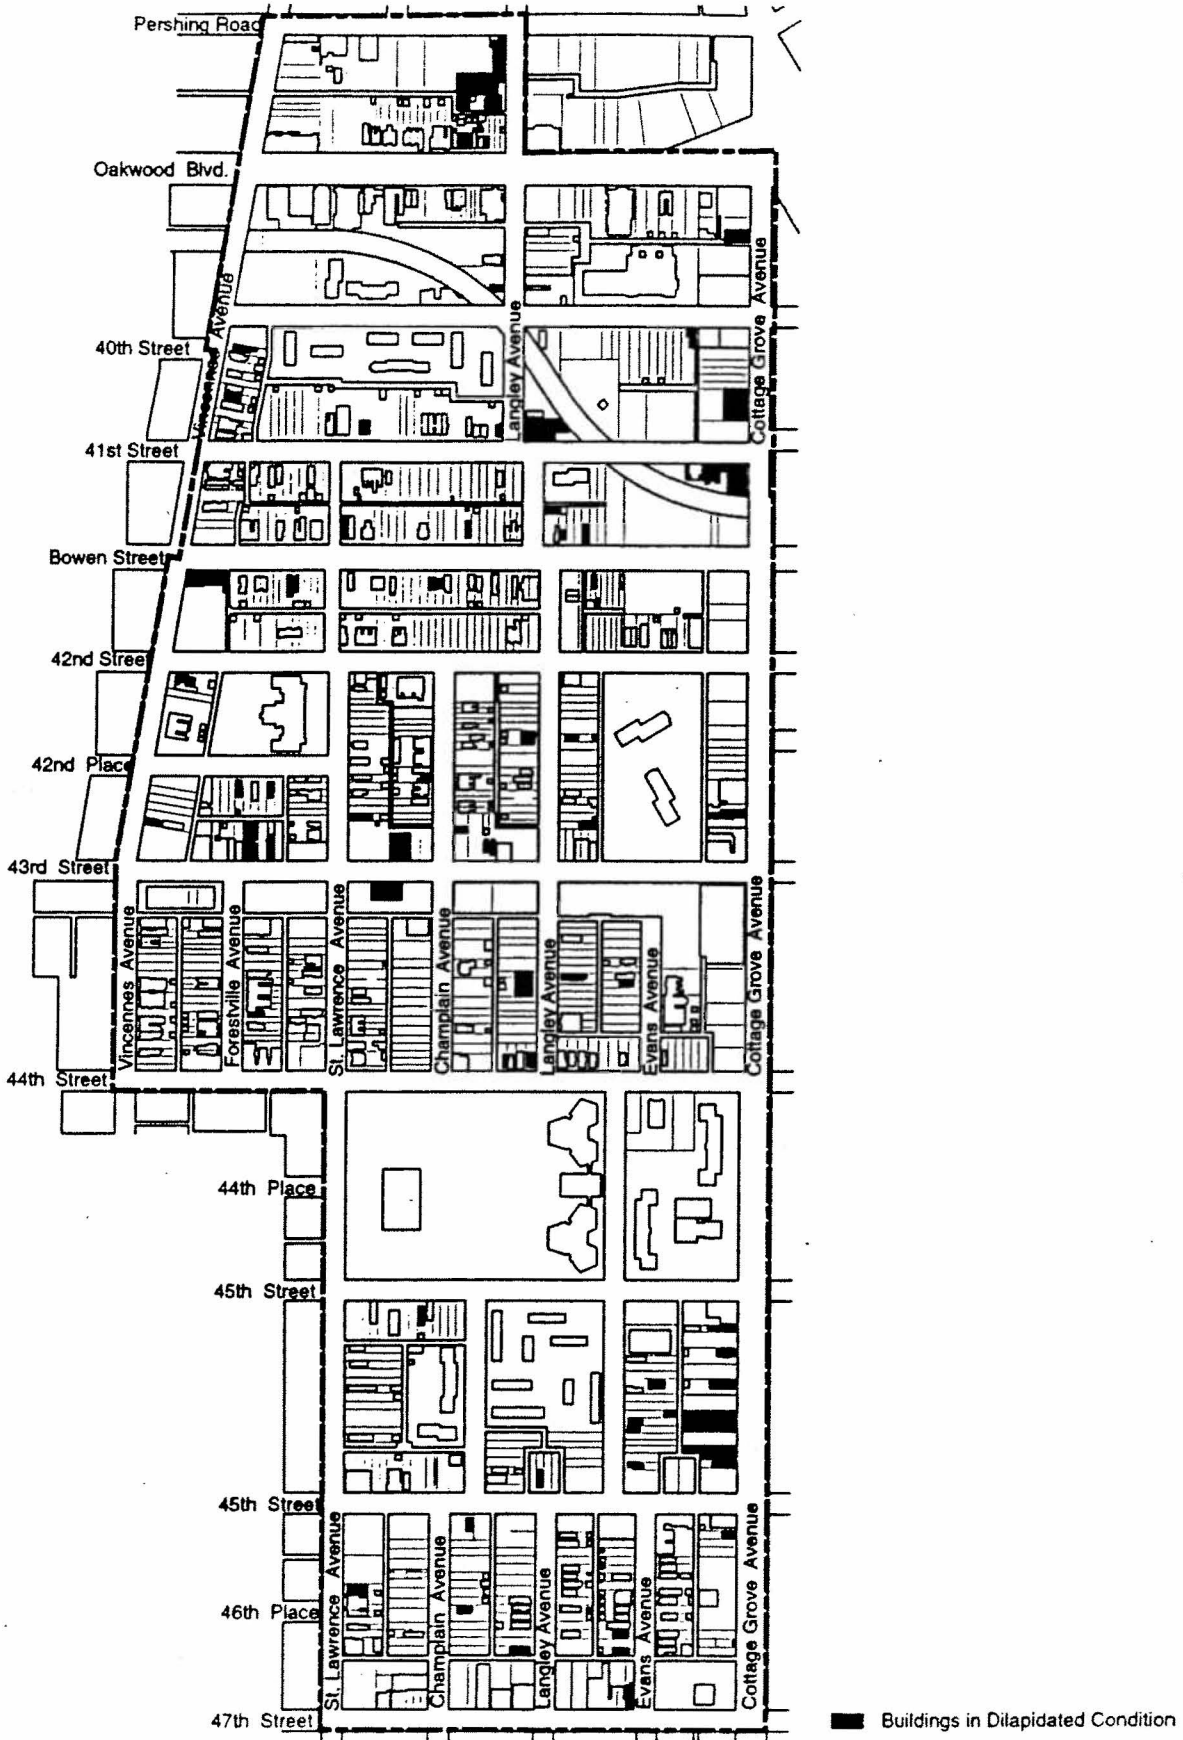 Pershing Road
Oakwood Blvd.
Vincennes Avenue
Langley Avenue
Cottage Grove Avenue
40th Street
41st Street
Bowen Street
42nd Street
42nd Place
43rd Street
Vincennes Avenue
Forestville Avenue
St. Lawrence Avenue
Champlain Avenue
Langley Avenue
Evans Avenue
Cottage Grove Avenue
44th Street
44th Place
45th Street
45th Street
St. Lawrence Avenue
Champlain Avenue
Langley Avenue
Evans Avenue
Cottage Grove Avenue
46th Place
47th Street
Buildings in Dilapidated Condition